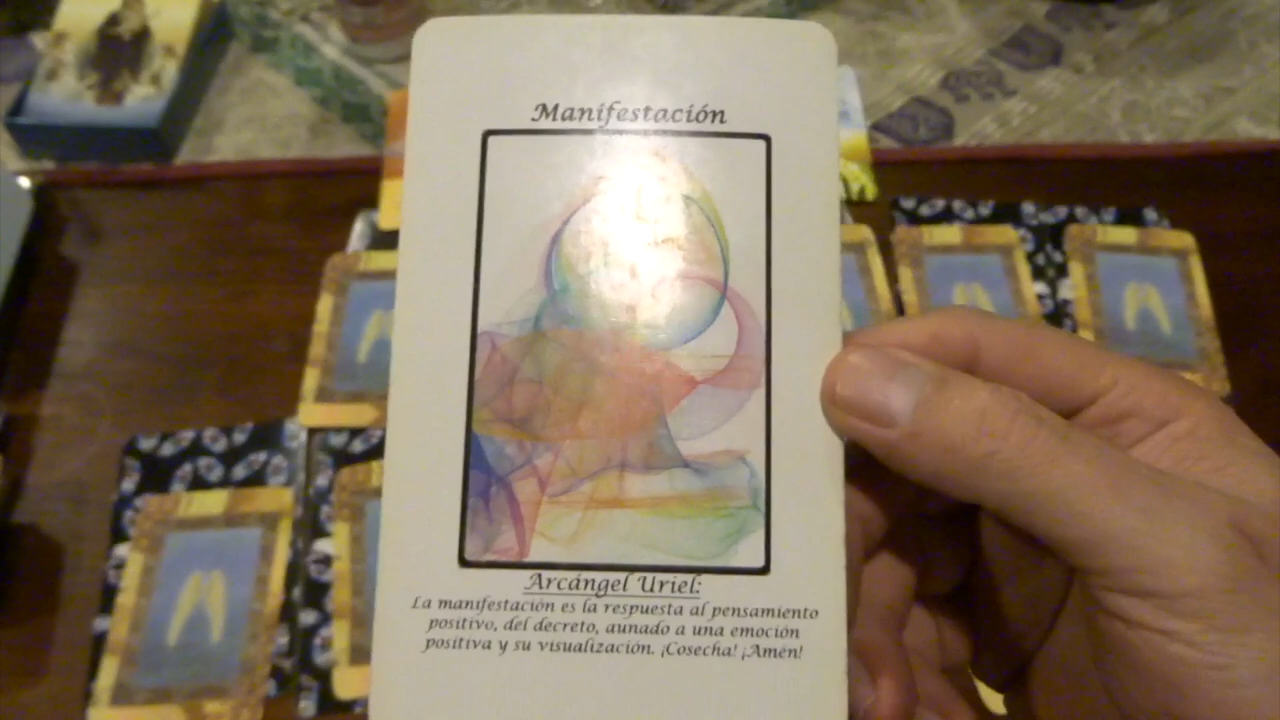 Manifestación
Arcángel Uriel:
La manifestación es la respuesta al pensamiento
positivo, del decreto, aunado a una emoción
positiva y su visualización. ¡Cosecha! ¡Amén!